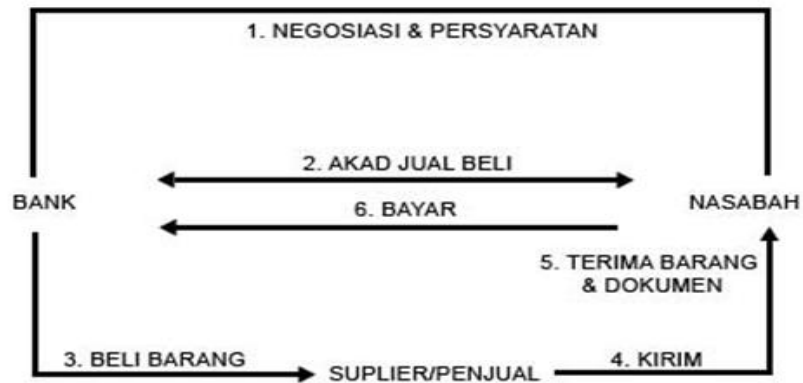 1. NEGOSIASI & PERSYARATAN
2. AKAD JUAL BELI
BANK
NASABAH
6. BAYAR
5. TERIMA BARANG
& DOKUMEN
3. BELI BARANG
SUPLIER/PENJUAL
4. KIRIM